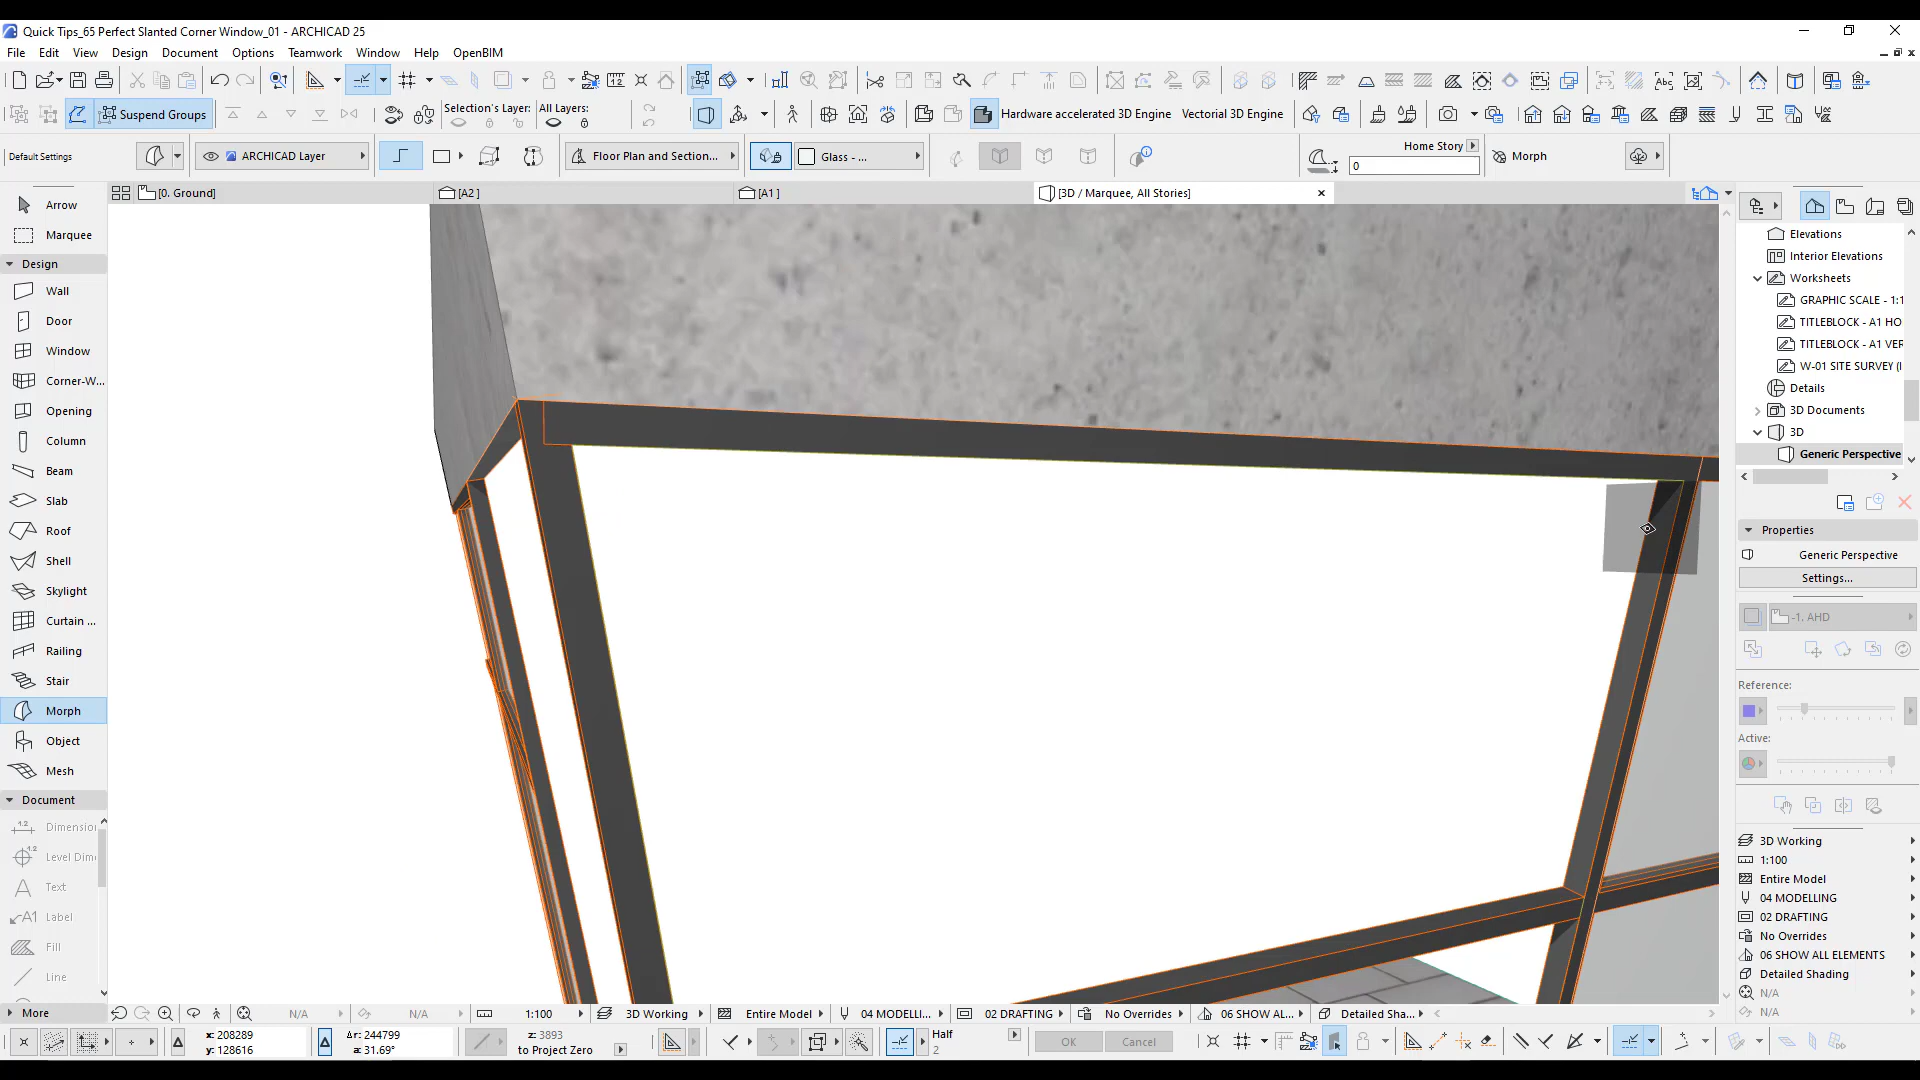 Quick Tips_65 Perfect Slanted Corner Window_01 - ARCHICAD 25
File Edit View Design Document Options Teamwork Window Help OpenBIM
Suspend Groups
Selection's Layer:
All Layers:
Hardware accelerated 3D Engine
Vectorial 3D Engine
Default Settings
ARCHICAD Layer
Floor Plan and Section...
Glass - ...
Home Story
0
Morph
[0. Ground]
[A2 ]
[A1 ]
[3D / Marquee, All Stories]
Arrow
Marquee
Design
Wall
Door
Window
Corner-W...
Opening
Column
Beam
Slab
Roof
Shell
Skylight
Curtain ...
Railing
Stair
Morph
Object
Mesh
Document
Dimension
Level Dim
Text
Label
Fill
Line
More
Elevations
Interior Elevations
Worksheets
GRAPHIC SCALE - 1:1
TITLEBLOCK - A1 HO
TITLEBLOCK - A1 VER
W-01 SITE SURVEY (I
Details
3D Documents
3D
Generic Perspective
Properties
Generic Perspective
Settings...
-1. AHD
Reference:
Active:
3D Working
1:100
Entire Model
04 MODELLING
02 DRAFTING
No Overrides
06 SHOW ALL ELEMENTS
Detailed Shading
N/A
N/A
N/A
N/A
1:100
3D Working
Entire Model
04 MODELLI...
02 DRAFTING
No Overrides
06 SHOW AL...
Detailed Sha...
x: 208289
y: 128616
Δr: 244799
a: 31.69°
z: 3893
to Project Zero
Half
2
OK
Cancel